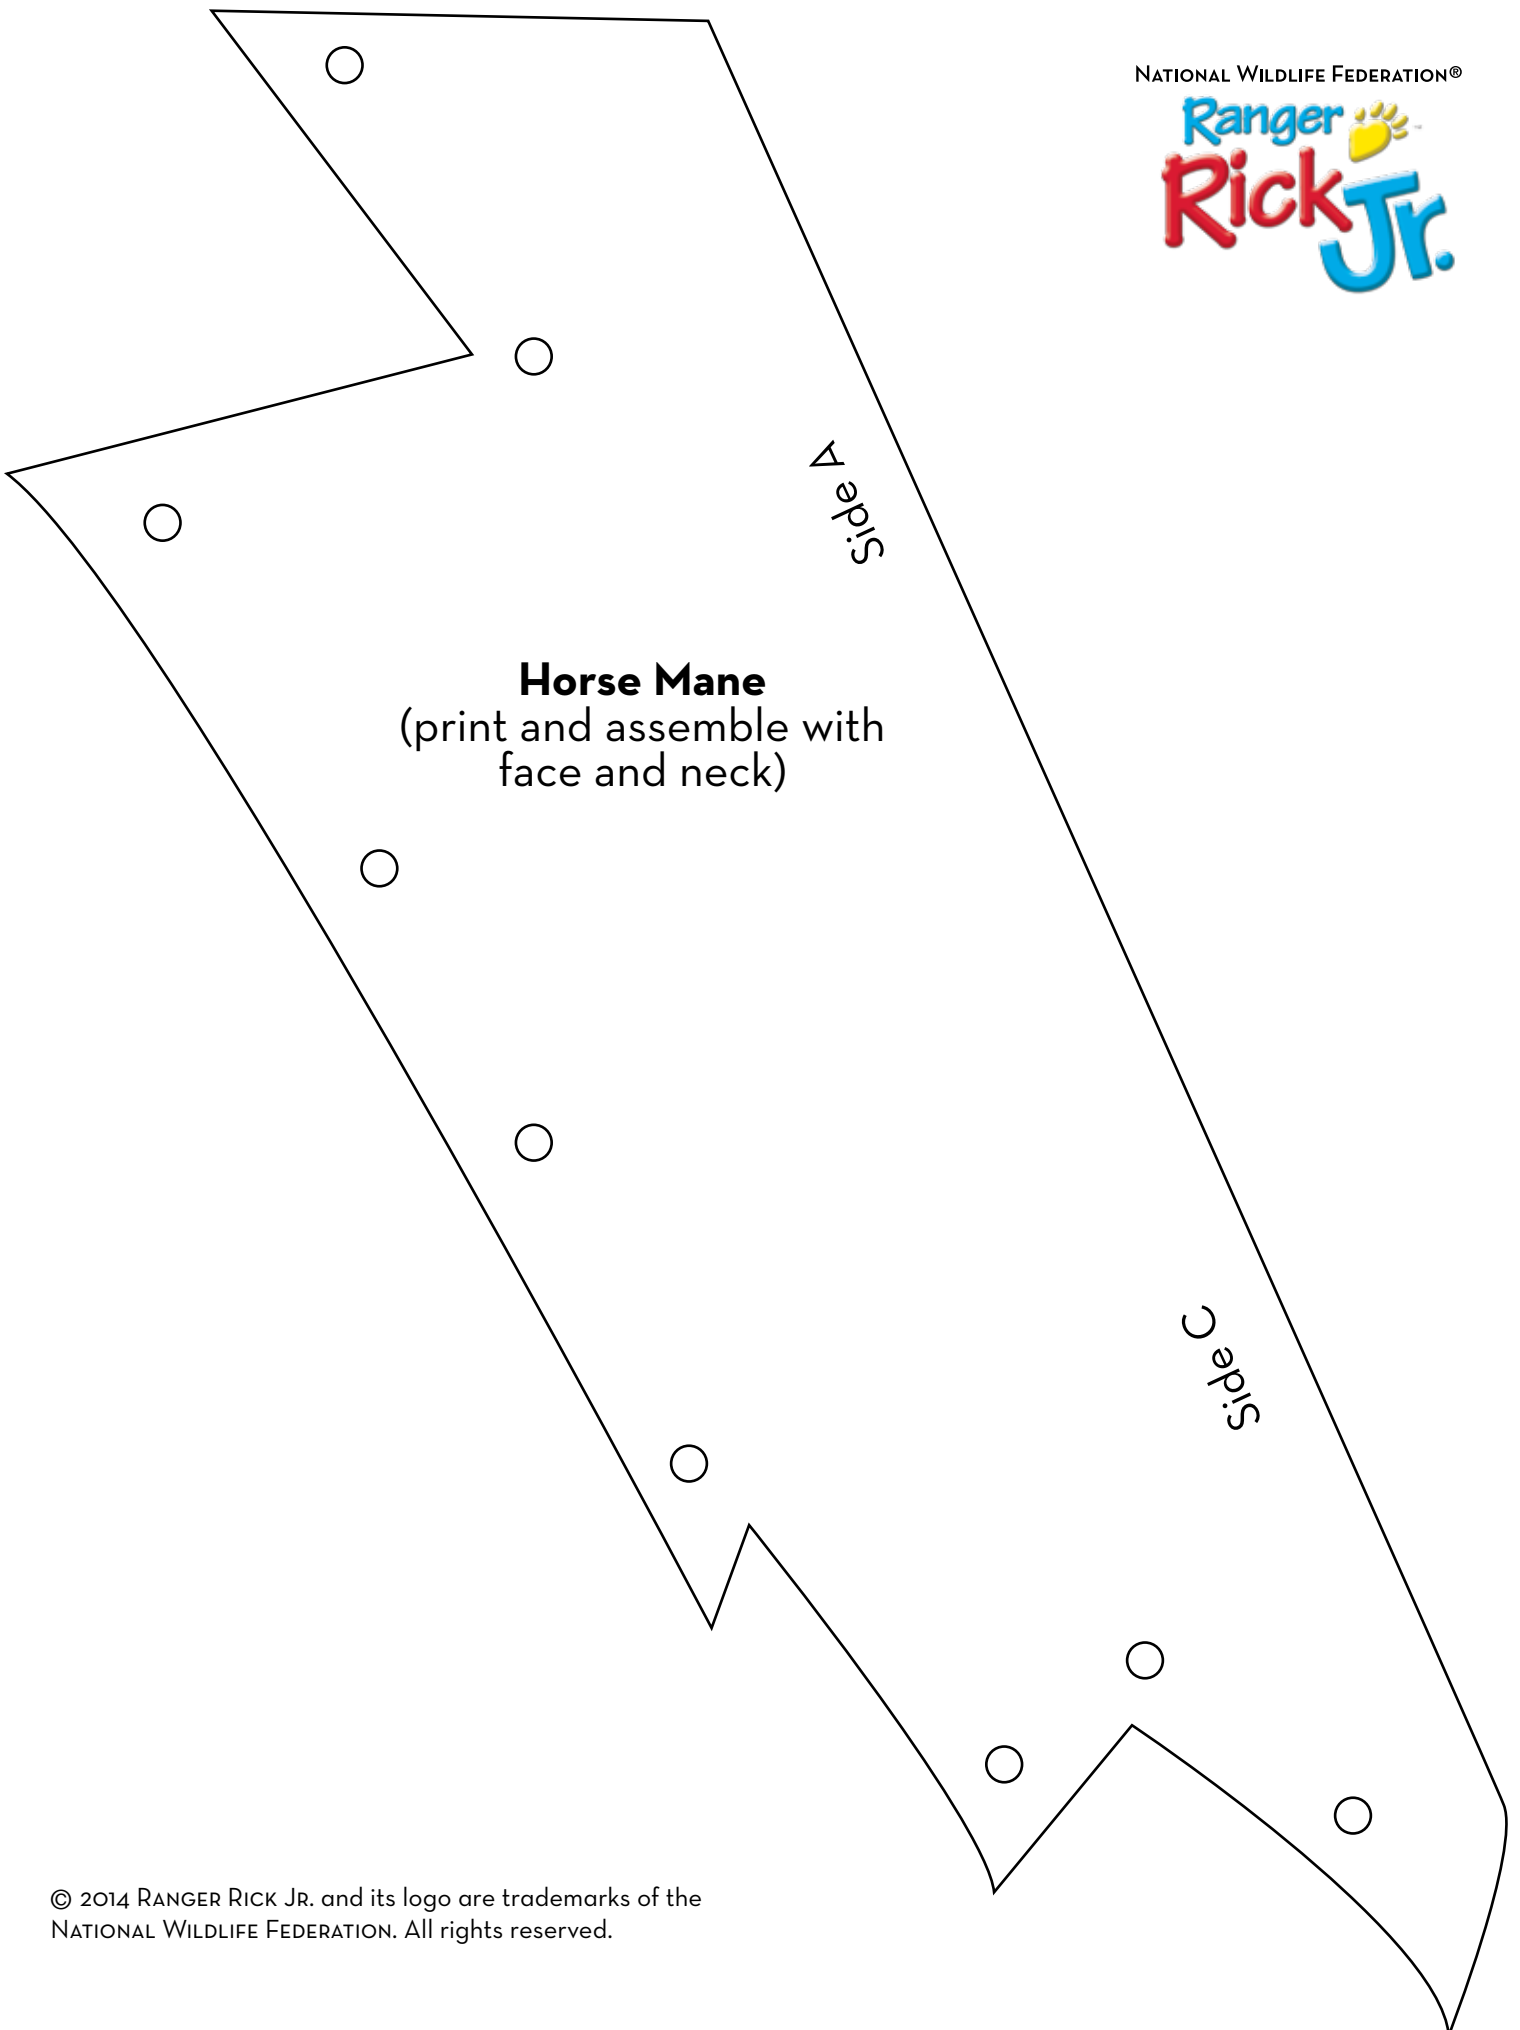 NATIONAL WILDLIFE FEDERATION®
Ranger
Rick Jr.
Side A
Horse Mane
(print and assemble with
face and neck)
Side C
© 2014 RANGER RICK JR. and its logo are trademarks of the
NATIONAL WILDLIFE FEDERATION. All rights reserved.